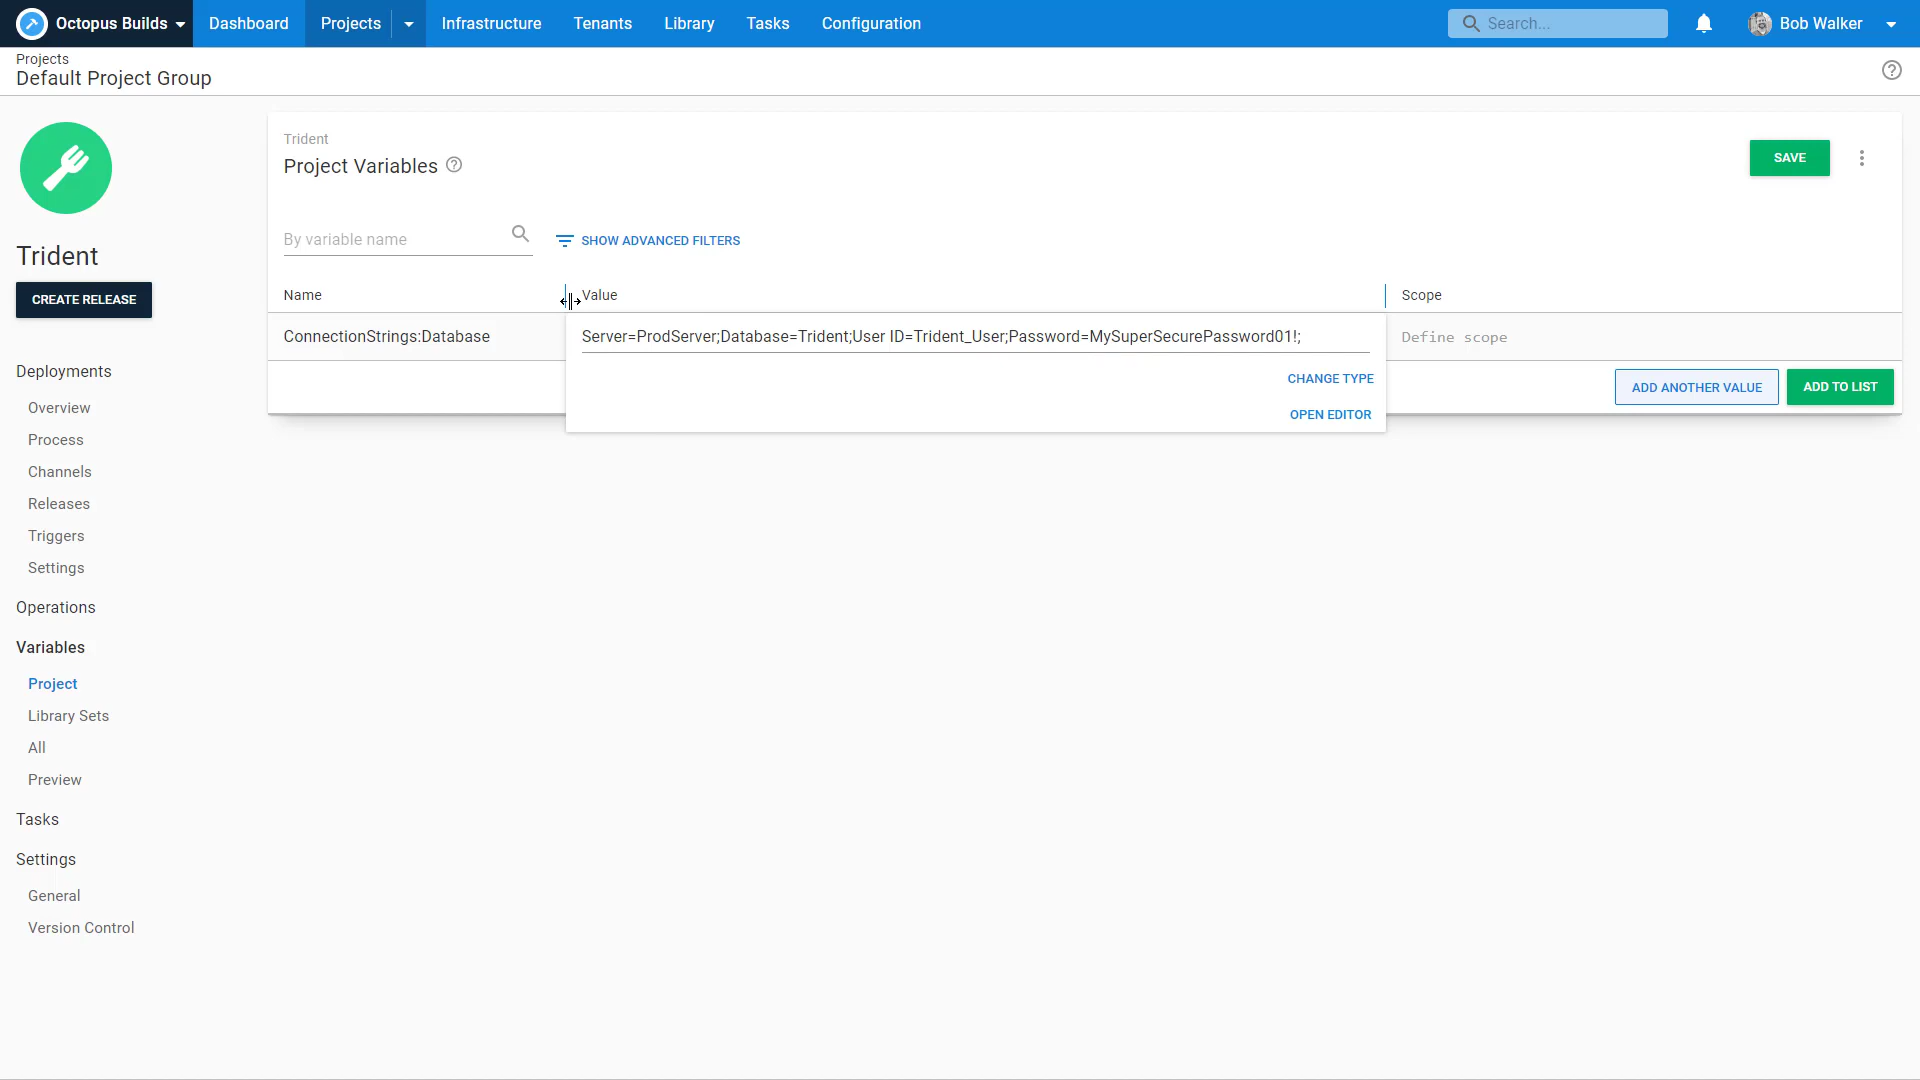 Octopus Builds
Dashboard
Projects
Infrastructure
Tenants
Library
Tasks
Configuration
Search...
Bob Walker
Projects
Default Project Group
Trident
CREATE RELEASE
Deployments
Overview
Process
Channels
Releases
Triggers
Settings
Operations
Variables
Project
Library Sets
All
Preview
Tasks
Settings
General
Version Control
Trident
Project Variables
SAVE
By variable name
SHOW ADVANCED FILTERS
Name
Value
Scope
ConnectionStrings:Database
Server=ProdServer;Database=Trident;User ID=Trident_User;Password=MySuperSecurePassword01!;
Define scope
CHANGE TYPE
OPEN EDITOR
ADD ANOTHER VALUE
ADD TO LIST